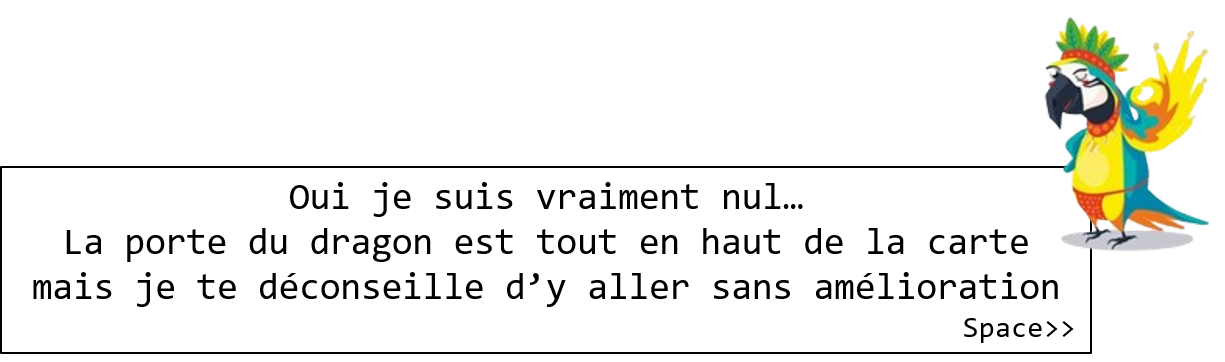 Oui je suis vraiment nul…
La porte du dragon est tout en haut de la carte
mais je te déconseille d’y aller sans amélioration
Space>>